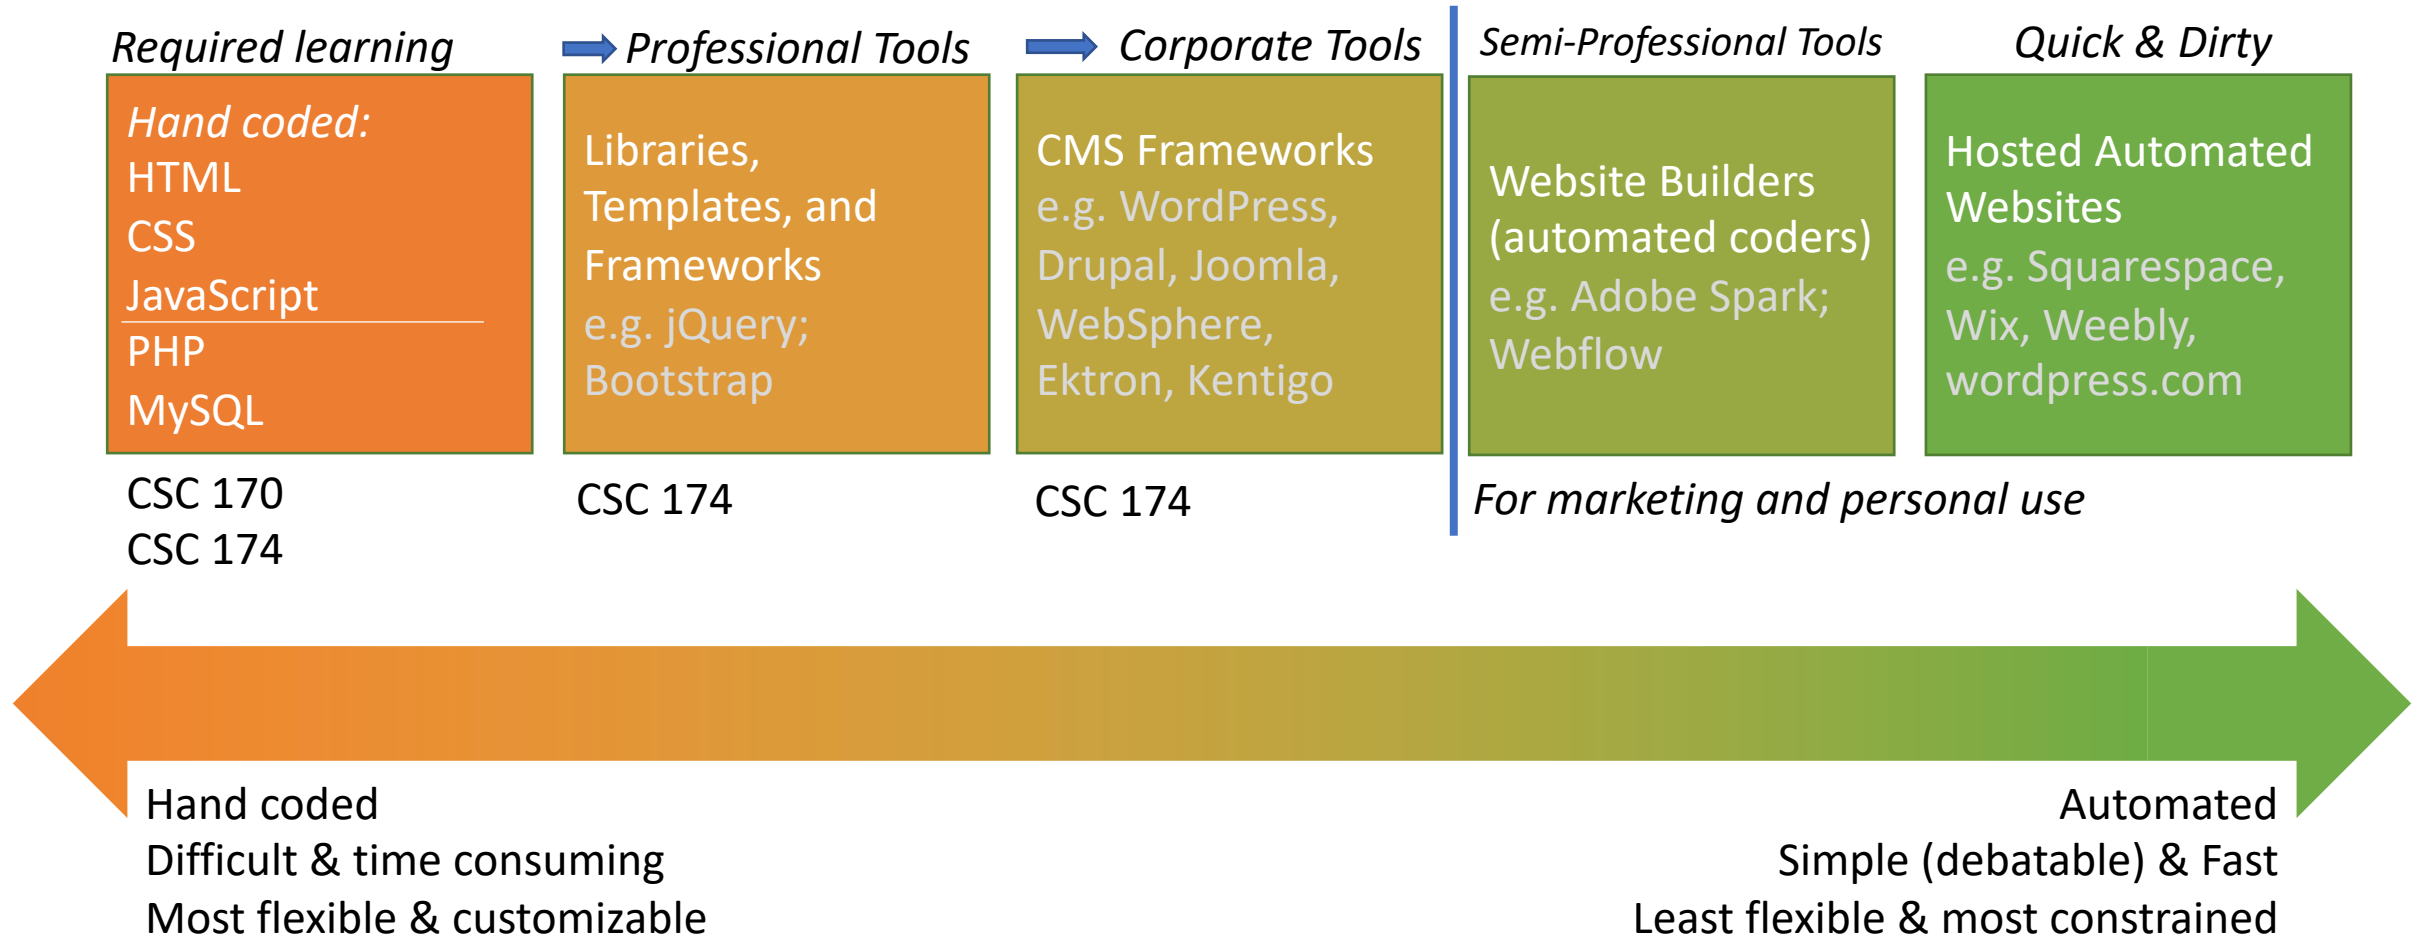 Required learning
Hand coded:
HTML
CSS
JavaScript
PHP
MySQL
CSC 170
CSC 174
Professional Tools
Libraries,
Templates, and
Frameworks
e.g. jQuery;
Bootstrap
CSC 174
Corporate Tools
CMS Frameworks
e.g. WordPress,
Drupal, Joomla,
WebSphere,
Ektron, Kentigo
CSC 174
Semi-Professional Tools
Website Builders
(automated coders)
e.g. Adobe Spark;
Webflow
Quick & Dirty
Hosted Automated
Websites
e.g. Squarespace,
Wix, Weebly,
wordpress.com
For marketing and personal use
Hand coded
Difficult & time consuming
Most flexible & customizable
Automated
Simple (debatable) & Fast
Least flexible & most constrained